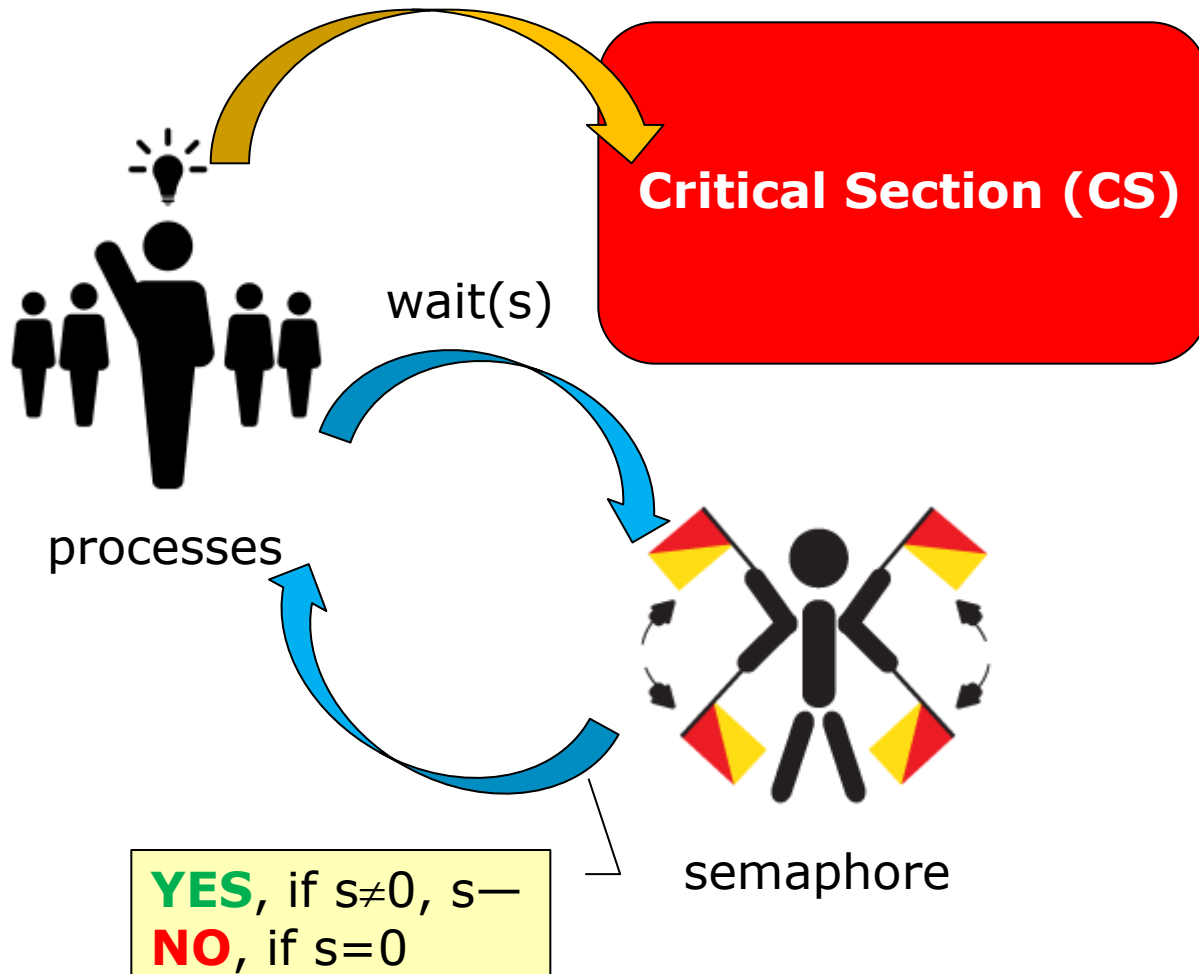 Critical Section (CS)
wait(s)
processes
semaphore
YES, if s≠0, s—
NO, if s=0